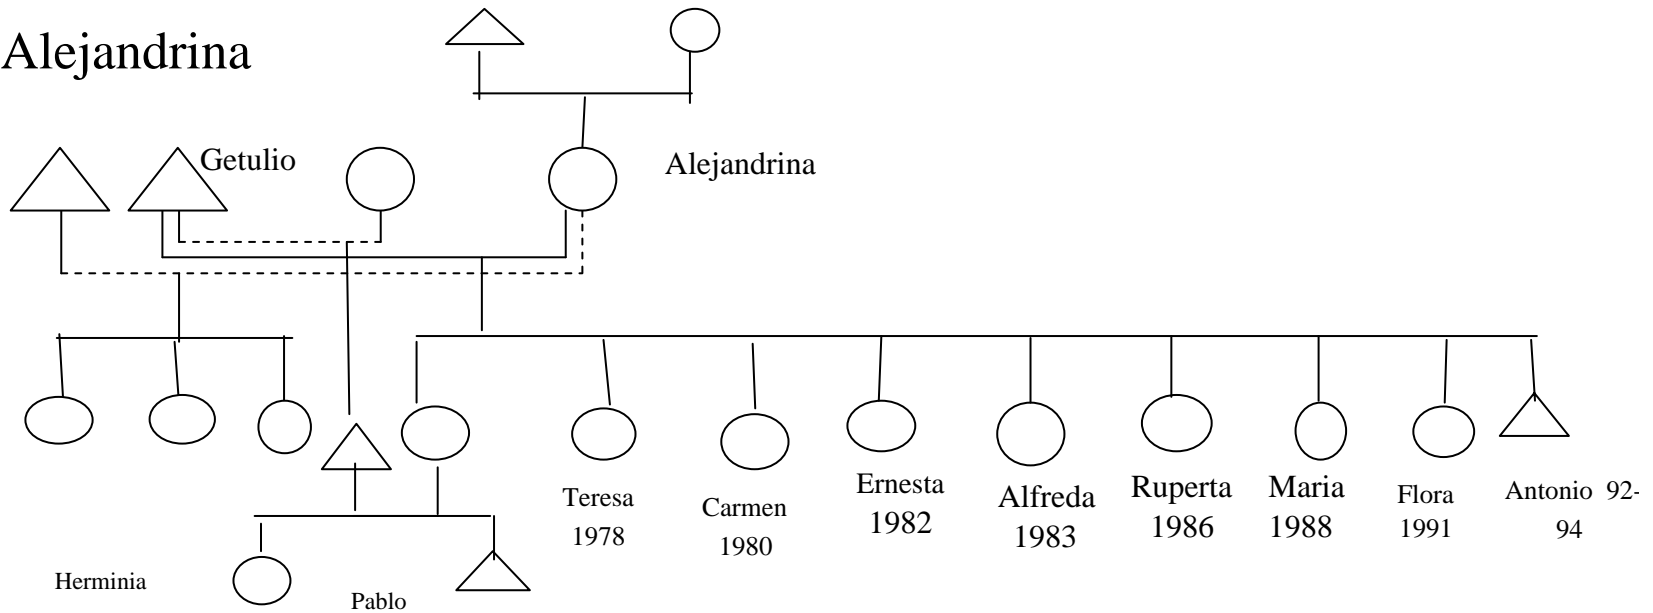 Alejandrina
Getulio
Alejandrina
Teresa
1978
Carmen
1980
Ernesta
1982
Alfreda
1983
Ruperta
1986
Maria
1988
Flora
1991
Antonio 92-
94
Herminia
Pablo